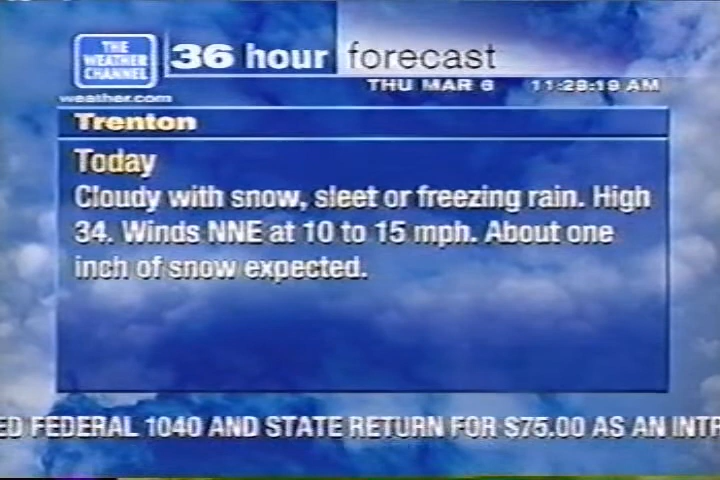 THE
WEATHER
CHANNEL
36 hour forecast
weather.com
THU MAR 6 11:28:19 AM
Trenton
Today
Cloudy with snow, sleet or freezing rain. High
34. Winds NNE at 10 to 15 mph. About one
inch of snow expected.
ED FEDERAL 1040 AND STATE RETURN FOR $75.00 AS AN INTR